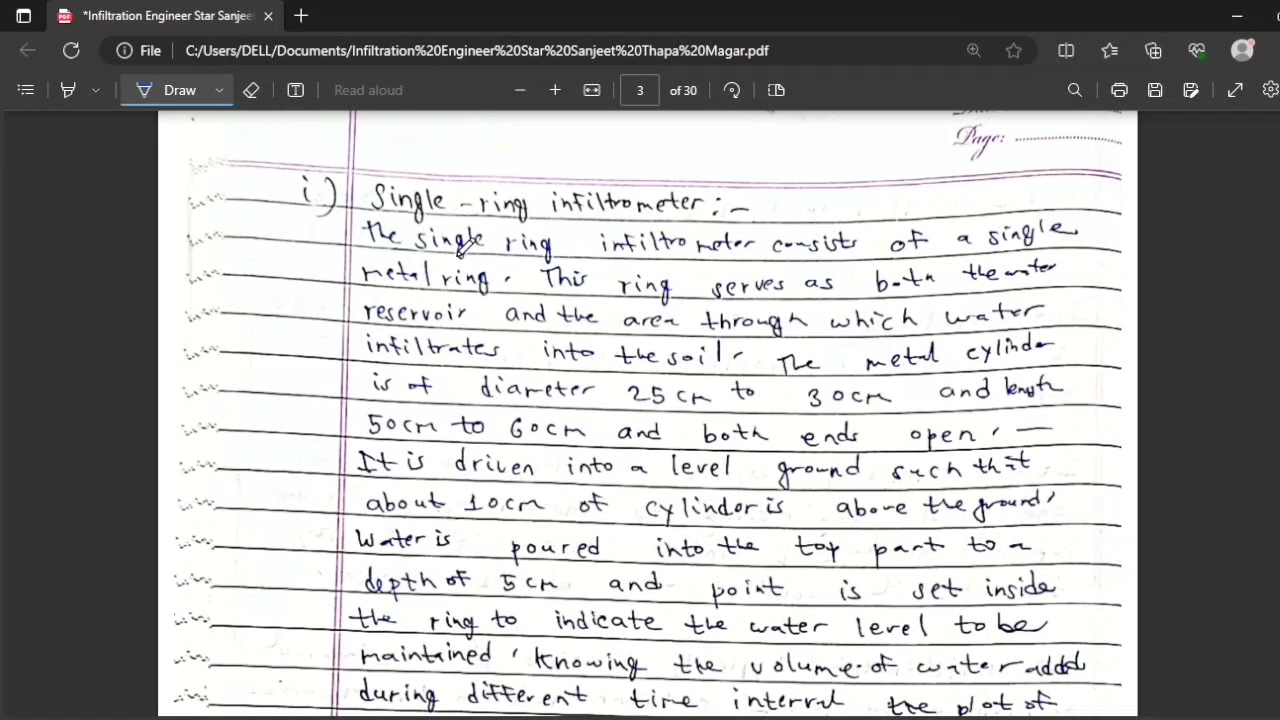 *Infiltration Engineer Star Sanjee
File C:/Users/DELL/Documents/Infiltration%20Engineer%20Star%20Sanjeet%20Thapa%20Magar.pdf
Draw Read aloud 3 of 30
Page:
i) Single-ring infiltrometer:-
The single ring infiltrometer consists of a single
metal ring. This ring serves as both the water
reservoir and the area through which water
infiltrates into the soil. The metal cylinder
is of diameter 25cm to 30cm and length
50cm to 60cm and both ends open. —
It is driven into a level ground such that
about 10cm of cylinder is above the ground.
Water is poured into the top part to a
depth of 5cm and point is set inside
the ring to indicate the water level to be
maintained. Knowing the volume of water added
during different time interval the plot of